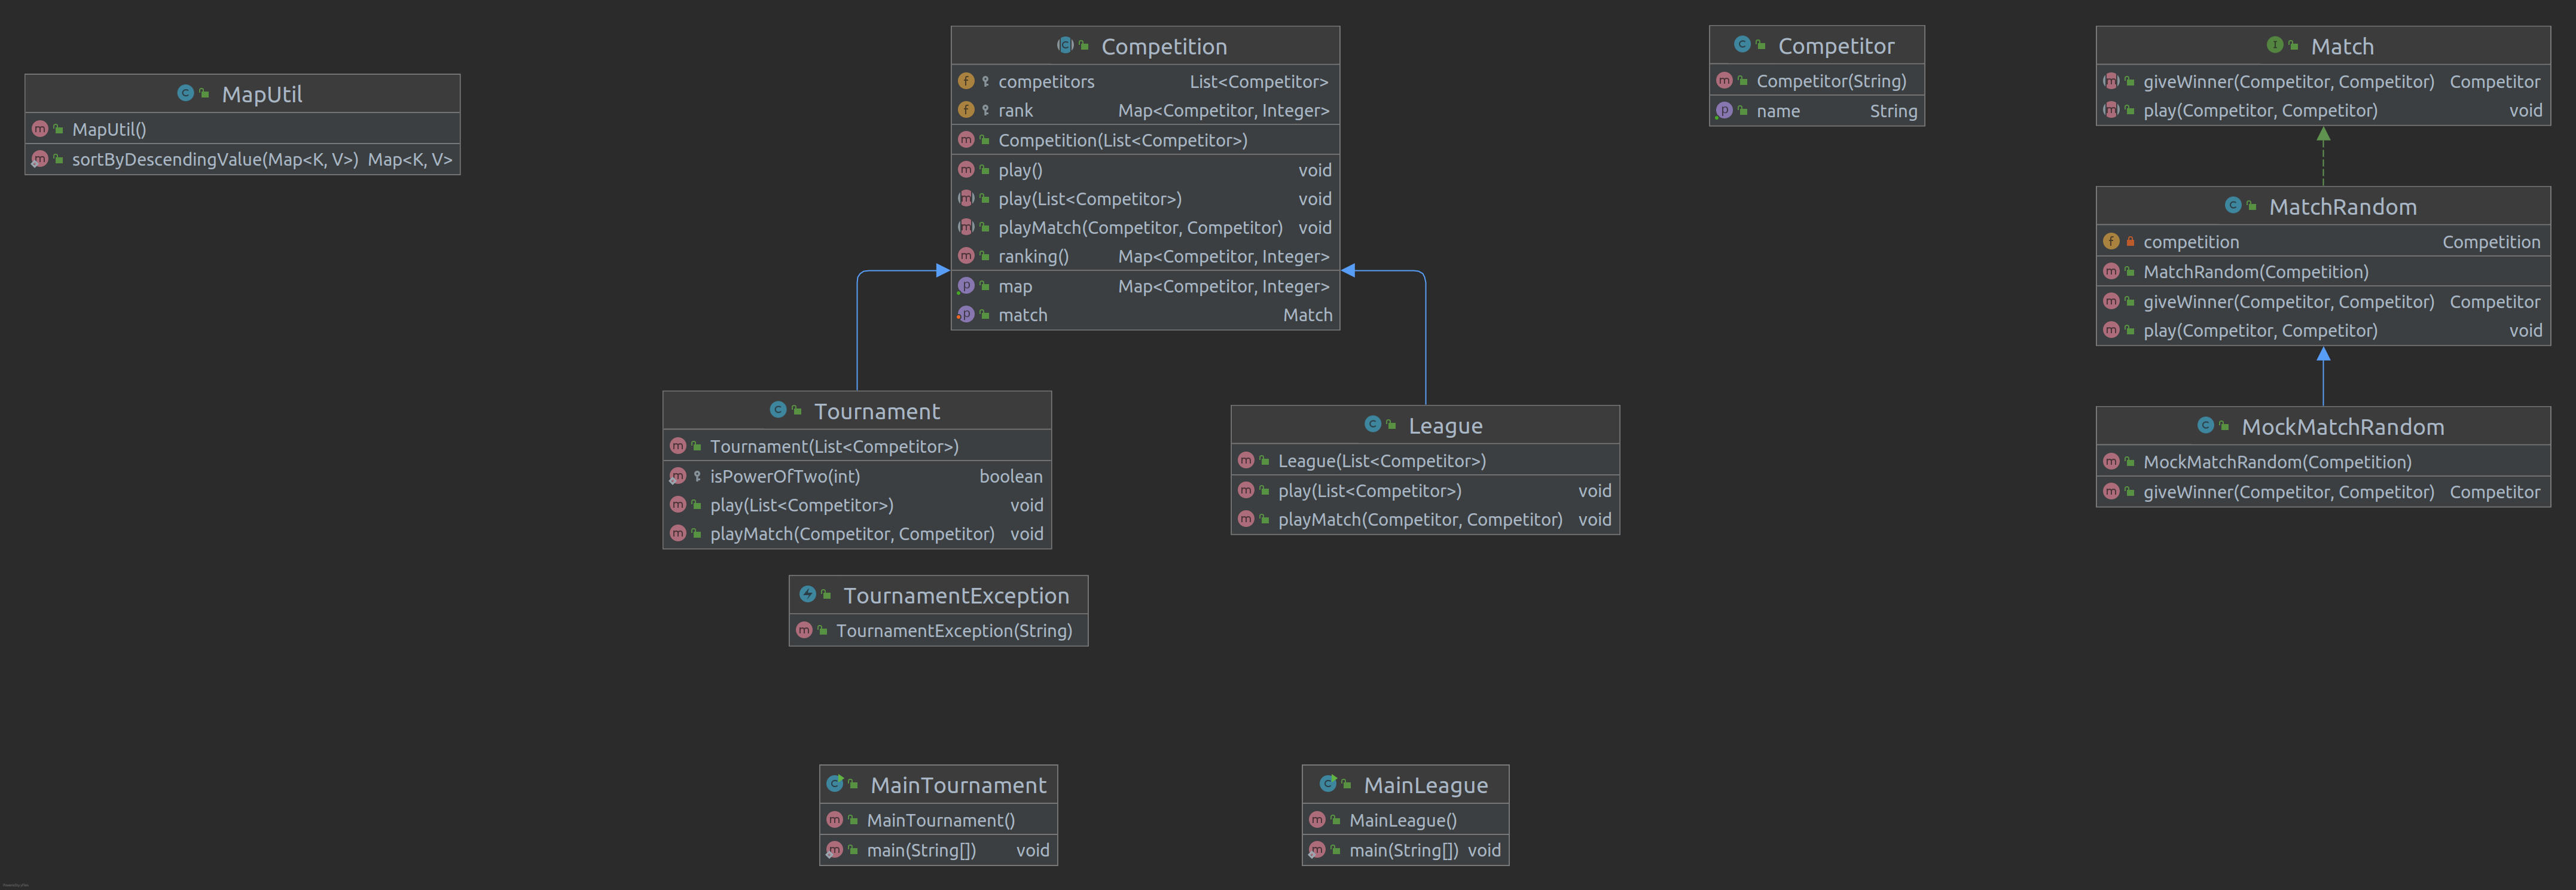 MapUtil
MapUtil()
sortByDescendingValue(Map<K, V>) Map<K, V>
Competition
competitors List<Competitor>
rank Map<Competitor, Integer>
Competition(List<Competitor>)
play() void
play(List<Competitor>) void
playMatch(Competitor, Competitor) void
ranking() Map<Competitor, Integer>
map Map<Competitor, Integer>
match Match
Competitor
Competitor(String)
name String
Match
giveWinner(Competitor, Competitor) Competitor
play(Competitor, Competitor) void
MatchRandom
competition Competition
MatchRandom(Competition)
giveWinner(Competitor, Competitor) Competitor
play(Competitor, Competitor) void
Tournament
Tournament(List<Competitor>)
isPowerOfTwo(int) boolean
play(List<Competitor>) void
playMatch(Competitor, Competitor) void
League
League(List<Competitor>)
play(List<Competitor>) void
playMatch(Competitor, Competitor) void
MockMatchRandom
MockMatchRandom(Competition)
giveWinner(Competitor, Competitor) Competitor
TournamentException
TournamentException(String)
MainTournament
MainTournament()
main(String[]) void
MainLeague
MainLeague()
main(String[]) void